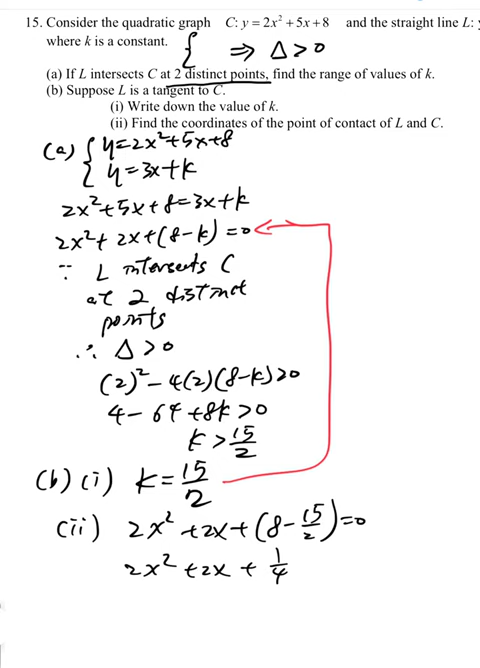 15. Consider the quadratic graph C: y = 2x² + 5x + 8 and the straight line L:
where k is a constant. { ⇒ Δ > 0
(a) If L intersects C at 2 distinct points, find the range of values of k.
(b) Suppose L is a tangent to C.
(i) Write down the value of k.
(ii) Find the coordinates of the point of contact of L and C.
(a) { y = 2x² + 5x + 8
{ y = 3x + k
2x² + 5x + 8 = 3x + k
2x² + 2x + (8 - k) = 0
∵ L intersects C
at 2 distinct
points
∴ Δ > 0
(2)² - 4(2)(8 - k) > 0
4 - 64 + 8k > 0
k > 15/2
(b) (i) k = 15/2
(ii) 2x² + 2x + (8 - 15/2) = 0
2x² + 2x + 1/4